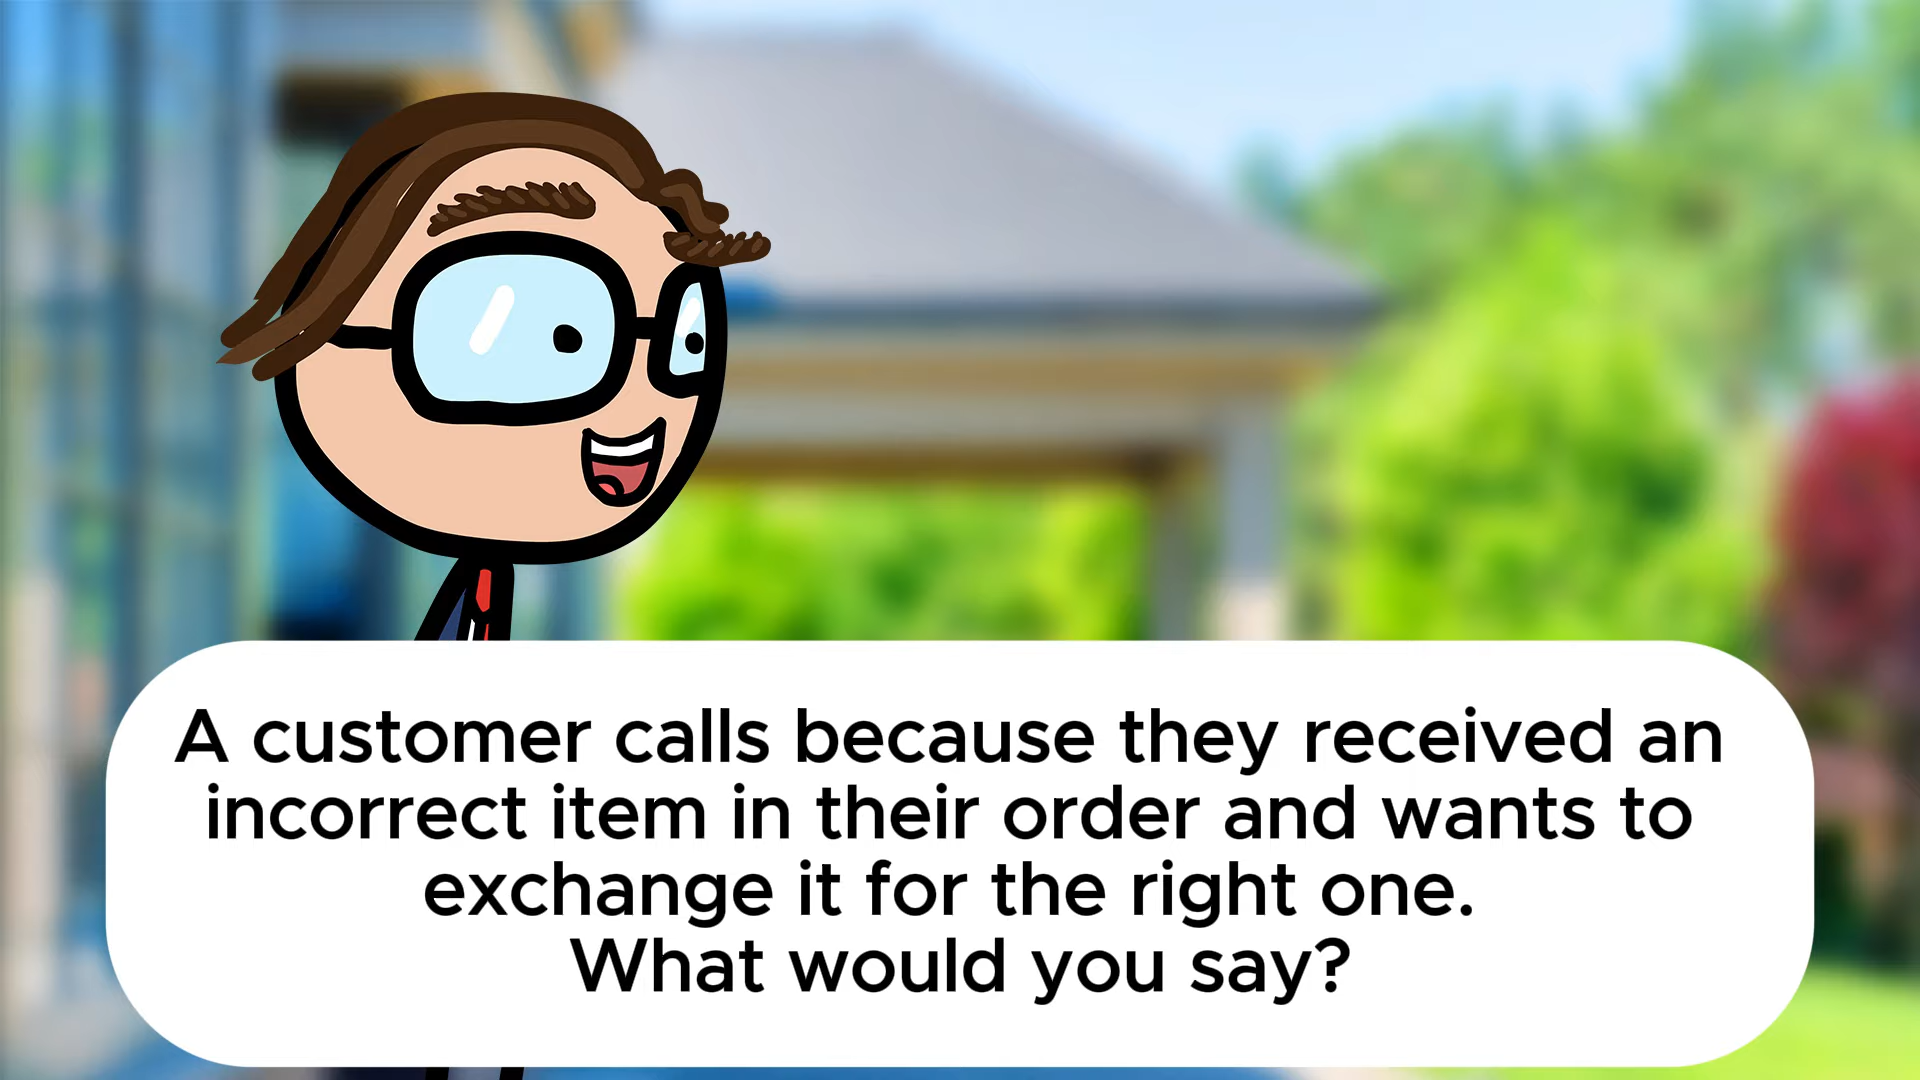 A customer calls because they received an
incorrect item in their order and wants to
exchange it for the right one.
What would you say?